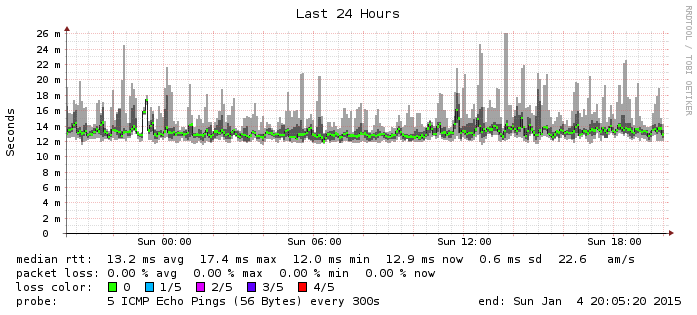 Last 24 Hours
RRDTOOL / TOBI OETIKER
Seconds
26 m
24 m
22 m
20 m
18 m
16 m
14 m
12 m
10 m
8 m
6 m
4 m
2 m
0
Sun 00:00 Sun 06:00 Sun 12:00 Sun 18:00
median rtt: 13.2 ms avg 17.4 ms max 12.0 ms min 12.9 ms now 0.6 ms sd 22.6 am/s
packet loss: 0.00 % avg 0.00 % max 0.00 % min 0.00 % now
loss color: 0 1/5 2/5 3/5 4/5
probe: 5 ICMP Echo Pings (56 Bytes) every 300s end: Sun Jan 4 20:05:20 2015